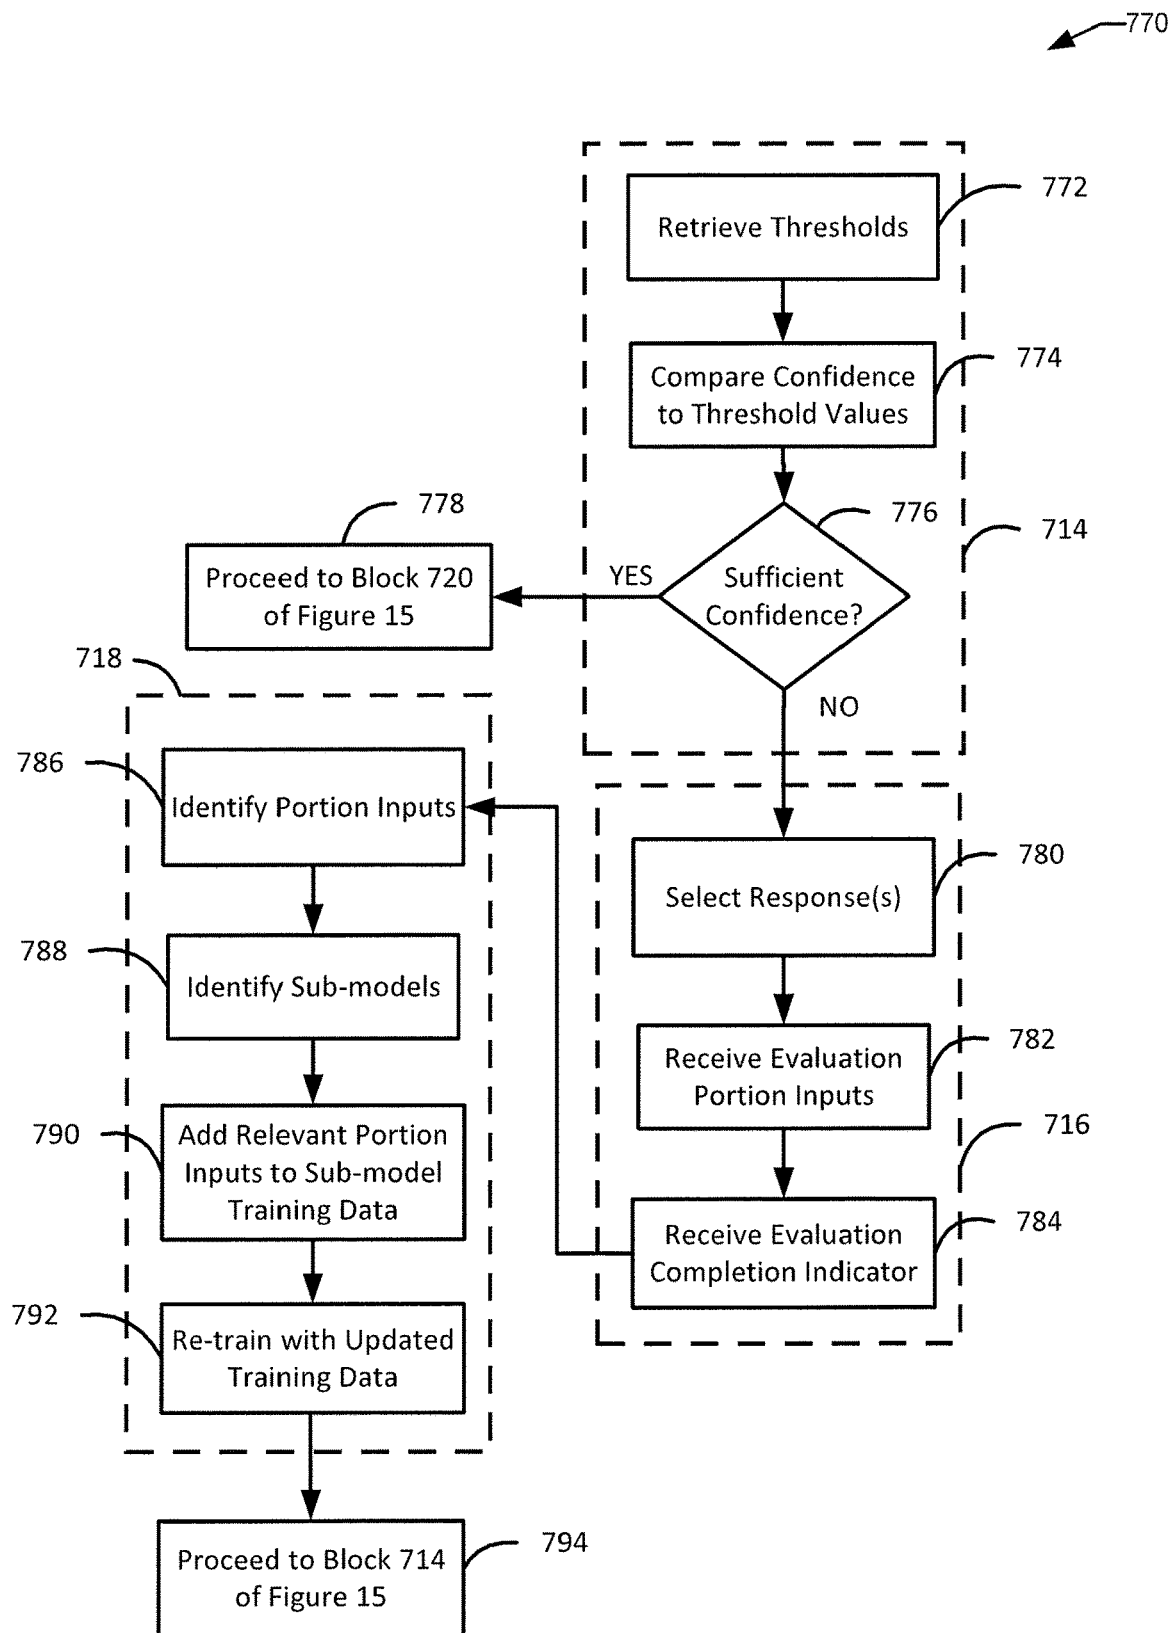 770
772
Retrieve Thresholds
774
Compare Confidence
to Threshold Values
776
714
Sufficient
Confidence?
YES
NO
778
Proceed to Block 720
of Figure 15
780
Select Response(s)
782
Receive Evaluation
Portion Inputs
716
784
Receive Evaluation
Completion Indicator
718
786
Identify Portion Inputs
788
Identify Sub-models
790
Add Relevant Portion
Inputs to Sub-model
Training Data
792
Re-train with Updated
Training Data
794
Proceed to Block 714
of Figure 15